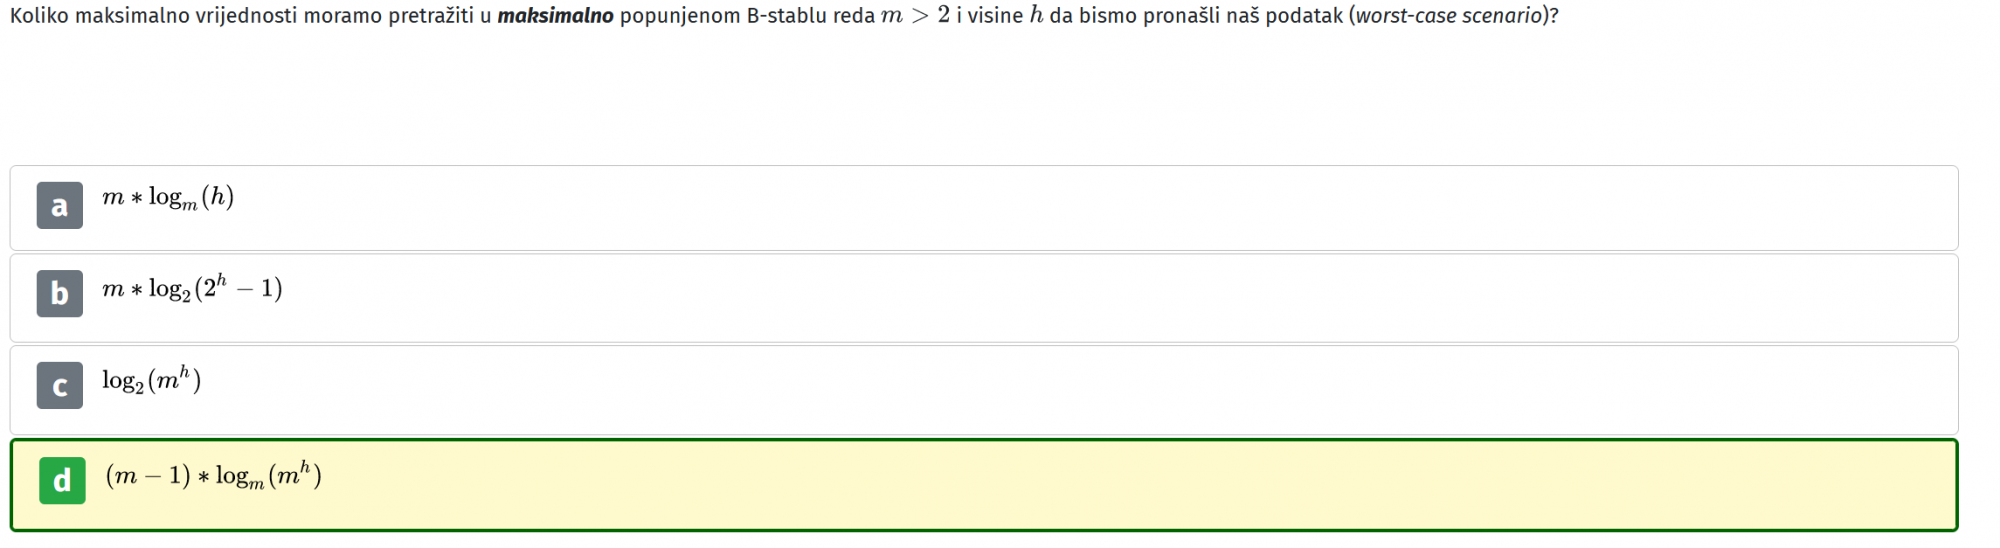 Koliko maksimalno vrijednosti moramo pretražiti u maksimalno popunjenom B-stablu reda m > 2 i visine h da bismo pronašli naš podatak (worst-case scenario)?
a m * log_m(h)
b m * log_2(2^h − 1)
c log_2(m^h)
d (m − 1) * log_m(m^h)